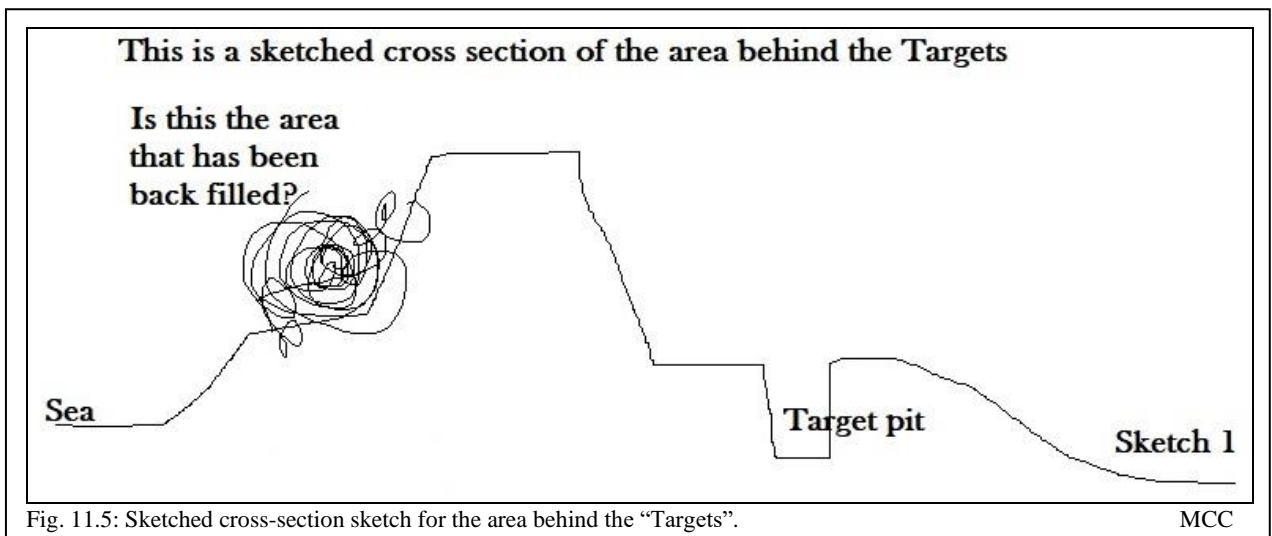 This is a sketched cross section of the area behind the Targets
Is this the area
that has been
back filled?
Sea
Target pit
Sketch 1
Fig. 11.5: Sketched cross-section sketch for the area behind the “Targets”. MCC